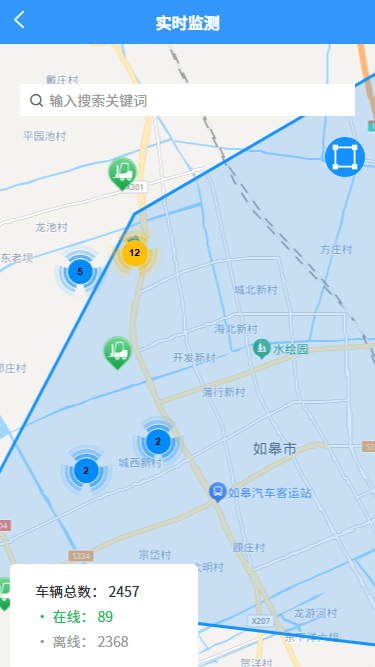 实时监测
戴庄村
输入搜索关键词
平园池村
S301
龙池村
方庄村
东老坝
12
5
城北新村
海北新村
水绘园
开发新村
蒲行新村
2
如皋市
城西新村
2
如皋汽车客运站
顾庄村
宗岱村
S334
大明村
车辆总数： 2457
在线： 89
离线： 2368
龙游河村
X207
贺洋村